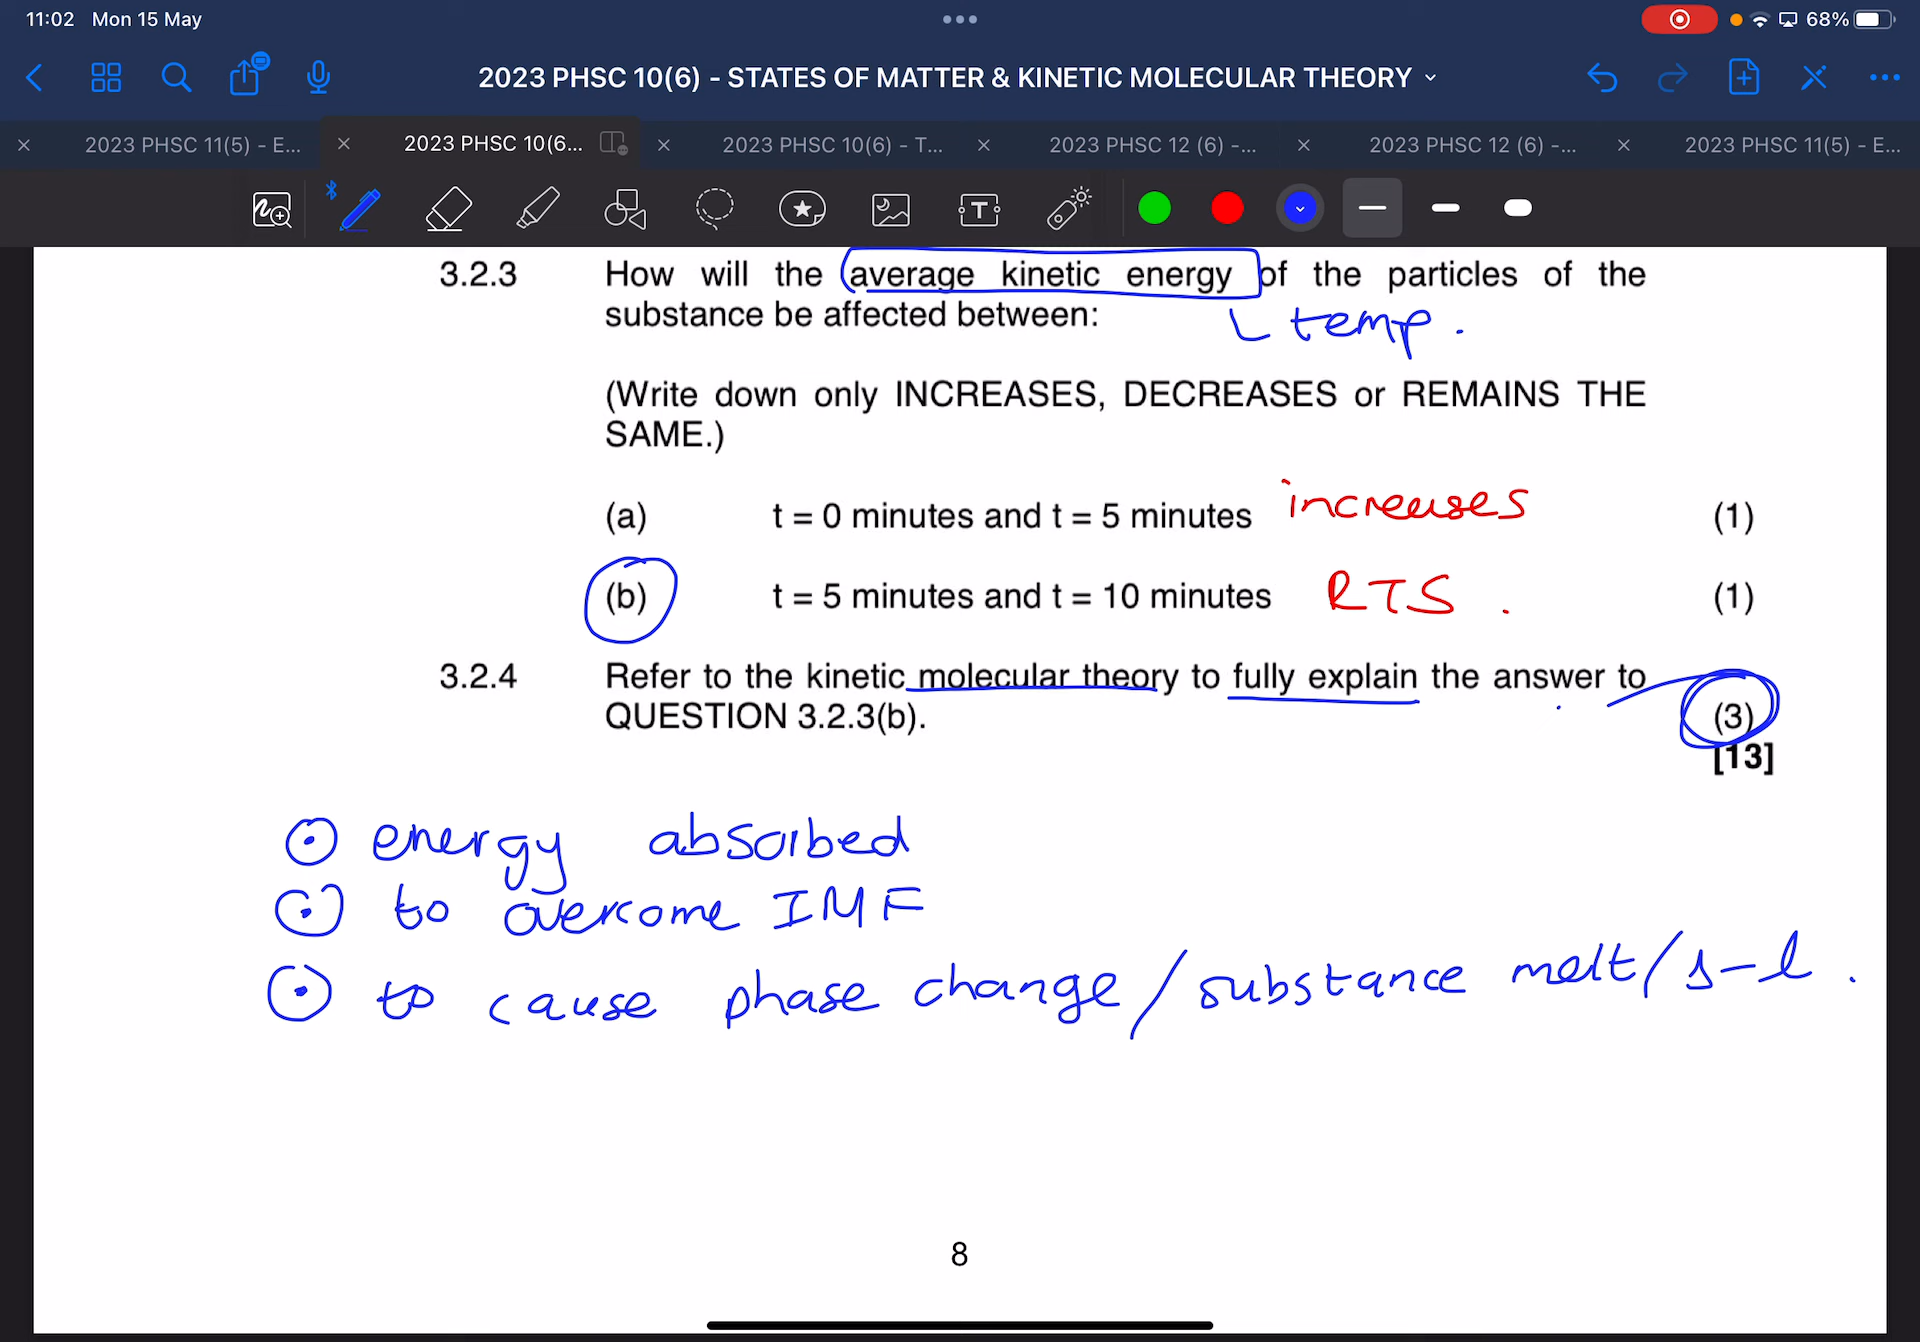 11:02 Mon 15 May
68%
2023 PHSC 10(6) - STATES OF MATTER & KINETIC MOLECULAR THEORY
2023 PHSC 11(5) - E... 2023 PHSC 10(6... 2023 PHSC 10(6) - T... 2023 PHSC 12 (6) -... 2023 PHSC 12 (6) -... 2023 PHSC 11(5) - E...
T
3.2.3 How will the average kinetic energy of the particles of the
substance be affected between:
temp.
(Write down only INCREASES, DECREASES or REMAINS THE
SAME.)
(a) t = 0 minutes and t = 5 minutes increases (1)
(b) t = 5 minutes and t = 10 minutes RTS. (1)
3.2.4 Refer to the kinetic molecular theory to fully explain the answer to
QUESTION 3.2.3(b). (3)
[13]
energy absorbed
to overcome IMF
to cause phase change/substance melt/s-l.
8